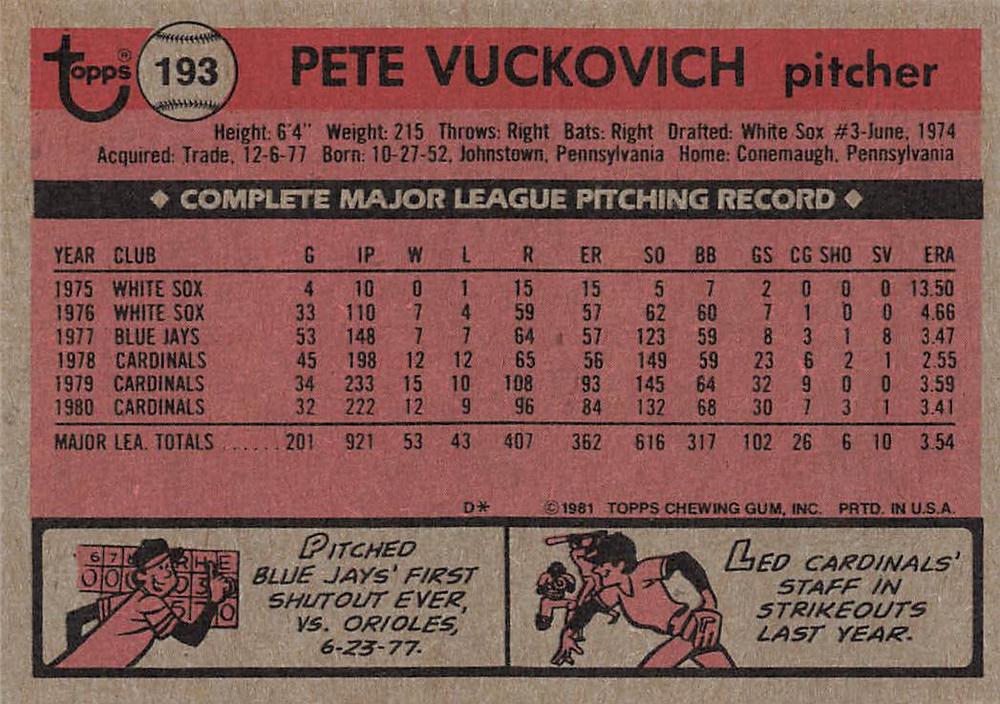 Topps® 193 PETE VUCKOVICH pitcher
Height: 6'4" Weight: 215 Throws: Right Bats: Right Drafted: White Sox #3-June, 1974
Acquired: Trade, 12-6-77 Born: 10-27-52, Johnstown, Pennsylvania Home: Conemaugh, Pennsylvania
◆ COMPLETE MAJOR LEAGUE PITCHING RECORD ◆
YEAR CLUB G IP W L R ER SO BB GS CG SHO SV ERA
1975 WHITE SOX 4 10 0 1 15 15 5 7 2 0 0 0 13.50
1976 WHITE SOX 33 110 7 4 59 57 62 60 7 1 0 0 4.66
1977 BLUE JAYS 53 148 7 7 64 57 123 59 8 3 1 8 3.47
1978 CARDINALS 45 198 12 12 65 56 149 59 23 6 2 1 2.55
1979 CARDINALS 34 233 15 10 108 93 145 64 32 9 0 0 3.59
1980 CARDINALS 32 222 12 9 96 84 132 68 30 7 3 1 3.41
MAJOR LEA. TOTALS ...... 201 921 53 43 407 362 616 317 102 26 6 10 3.54
D* ©1981 TOPPS CHEWING GUM, INC. PRTD. IN U.S.A.
6 7 8 R H E
PITCHED
BLUE JAYS' FIRST
SHUTOUT EVER,
VS. ORIOLES,
6-23-77.
LED CARDINALS'
STAFF IN
STRIKEOUTS
LAST YEAR.